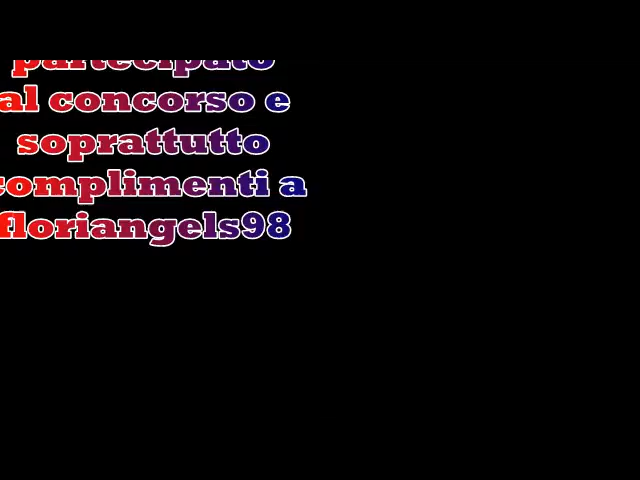 partecipato
al concorso e
soprattutto
complimenti a
floriangels98